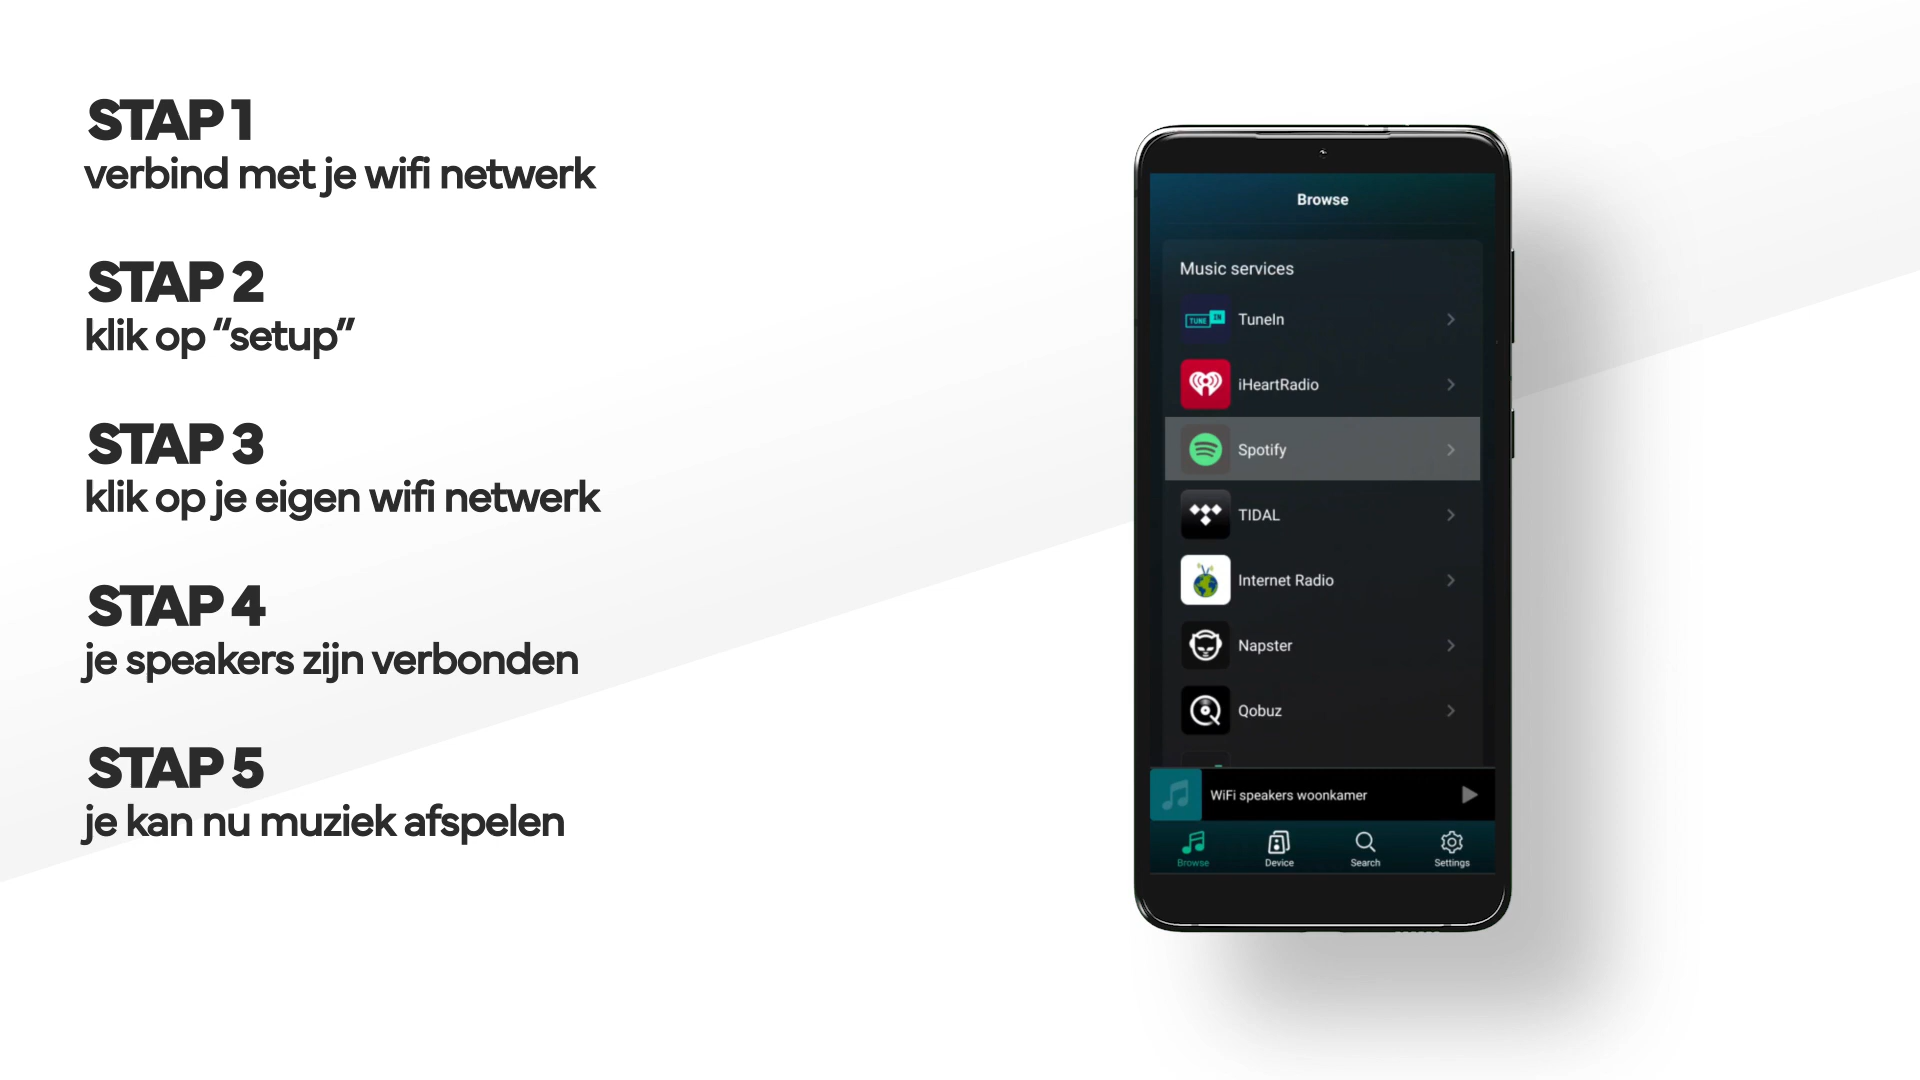 STAP 1
verbind met je wifi netwerk
STAP 2
klik op “setup”
STAP 3
klik op je eigen wifi netwerk
STAP 4
je speakers zijn verbonden
STAP 5
je kan nu muziek afspelen
Browse
Music services
TUNE IN
TuneIn
iHeartRadio
Spotify
TIDAL
Internet Radio
Napster
Qobuz
WiFi speakers woonkamer
Browse
Device
Search
Settings